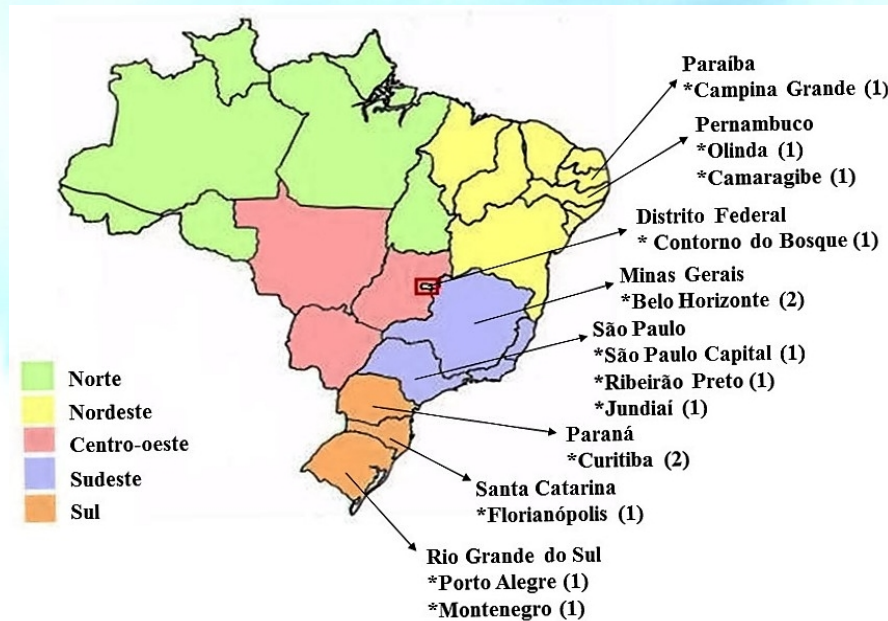 Paraíba
*Campina Grande (1)
Pernambuco
*Olinda (1)
*Camaragibe (1)
Distrito Federal
* Contorno do Bosque (1)
Minas Gerais
*Belo Horizonte (2)
São Paulo
*São Paulo Capital (1)
*Ribeirão Preto (1)
*Jundiaí (1)
Paraná
*Curitiba (2)
Santa Catarina
*Florianópolis (1)
Rio Grande do Sul
*Porto Alegre (1)
*Montenegro (1)
Norte
Nordeste
Centro-oeste
Sudeste
Sul